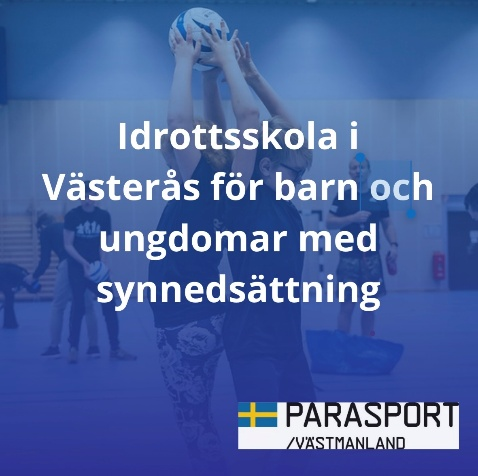 Idrottsskola i
Västerås för barn och
ungdomar med
synnedsättning
PARASPORT
/VÄSTMANLAND